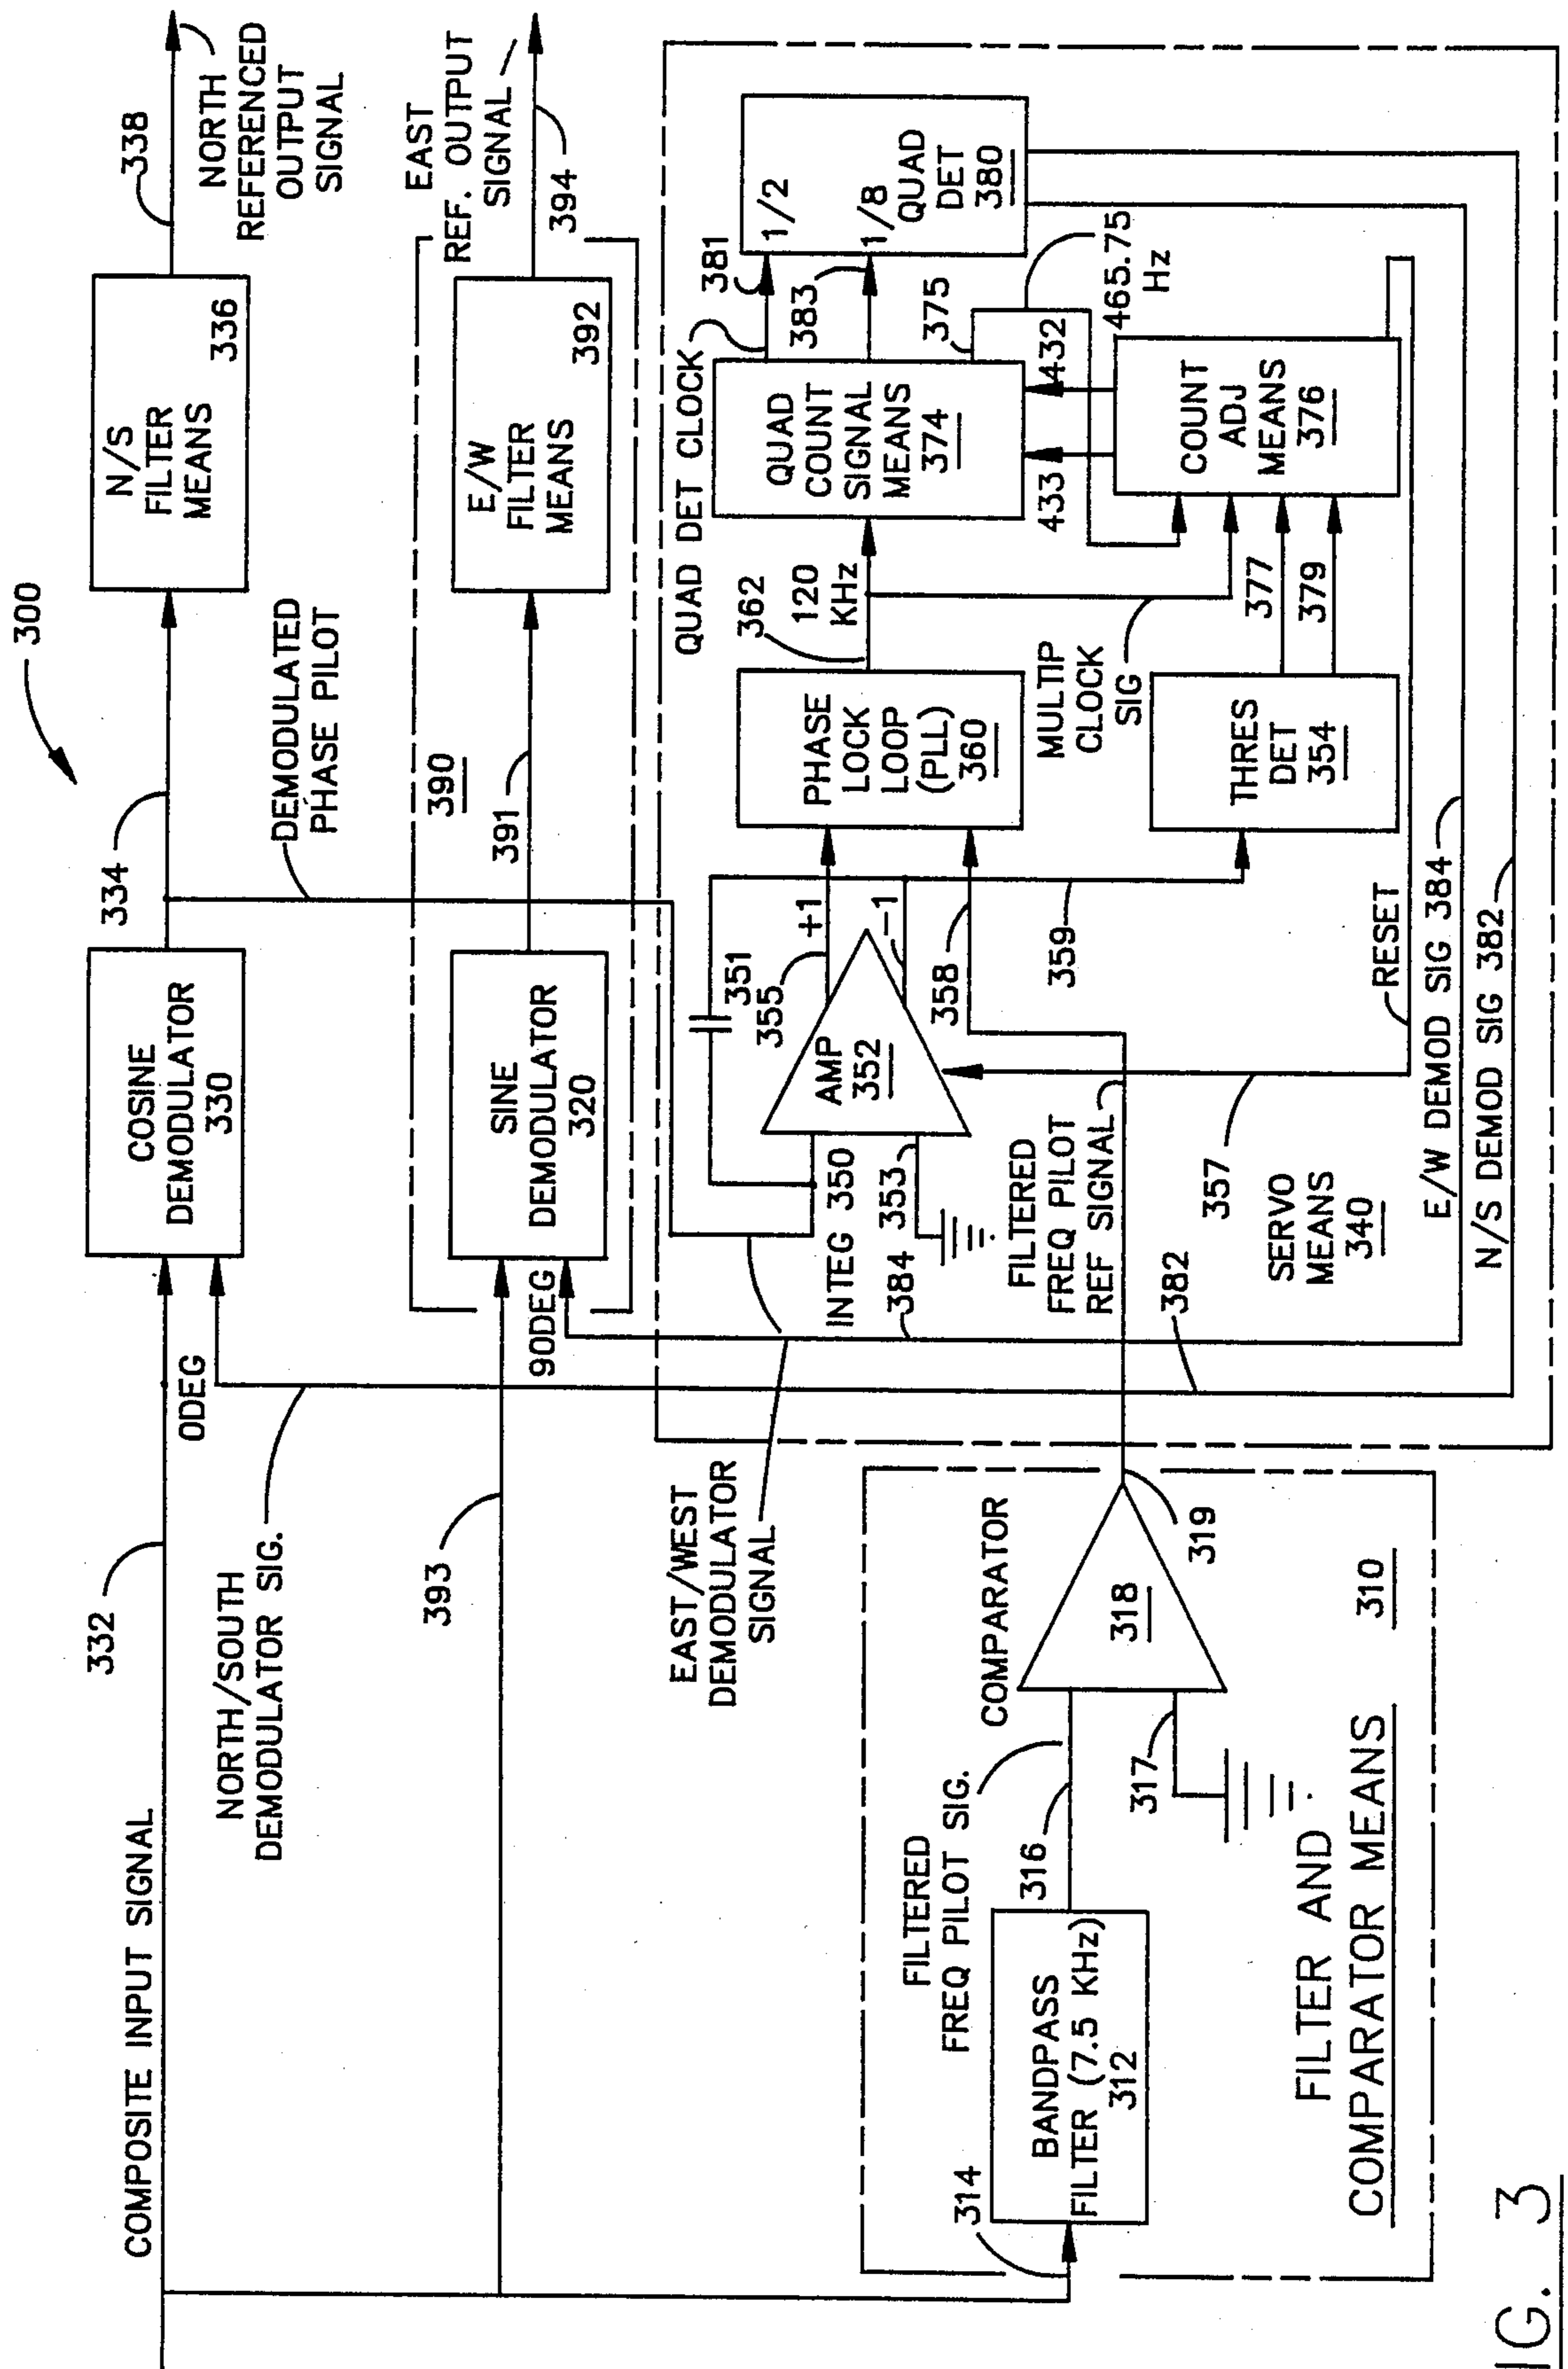 300
COMPOSITE INPUT SIGNAL
332
0DEG
COSINE
DEMODULATOR
330
334
DEMODULATED
PHASE PILOT
N/S
FILTER
MEANS
336
338
NORTH
REFERENCED
OUTPUT
SIGNAL
NORTH/SOUTH
DEMODULATOR SIG.
393
90DEG
SINE
DEMODULATOR
320
391
390
E/W
FILTER
MEANS
392
EAST
REF. OUTPUT
SIGNAL
394
EAST/WEST
DEMODULATOR
SIGNAL
INTEG 350
384
353
AMP
352
351
355
+1
-1
358
359
PHASE
LOCK
LOOP
(PLL)
360
362
120
KHz
QUAD DET CLOCK
QUAD
COUNT
SIGNAL
MEANS
374
381
383
375
1/2
1/8
QUAD
DET
380
465.75
Hz
433
432
COUNT
ADJ
MEANS
376
377
379
MULTIP
CLOCK
SIG
THRES
DET
354
RESET
357
FILTERED
FREQ PILOT
REF SIGNAL
382
SERVO
MEANS
340
E/W DEMOD SIG 384
N/S DEMOD SIG 382
314
BANDPASS
FILTER (7.5 KHz)
312
FILTERED
FREQ PILOT SIG.
316
317
COMPARATOR
318
319
310
FILTER AND
COMPARATOR MEANS
IG. 3